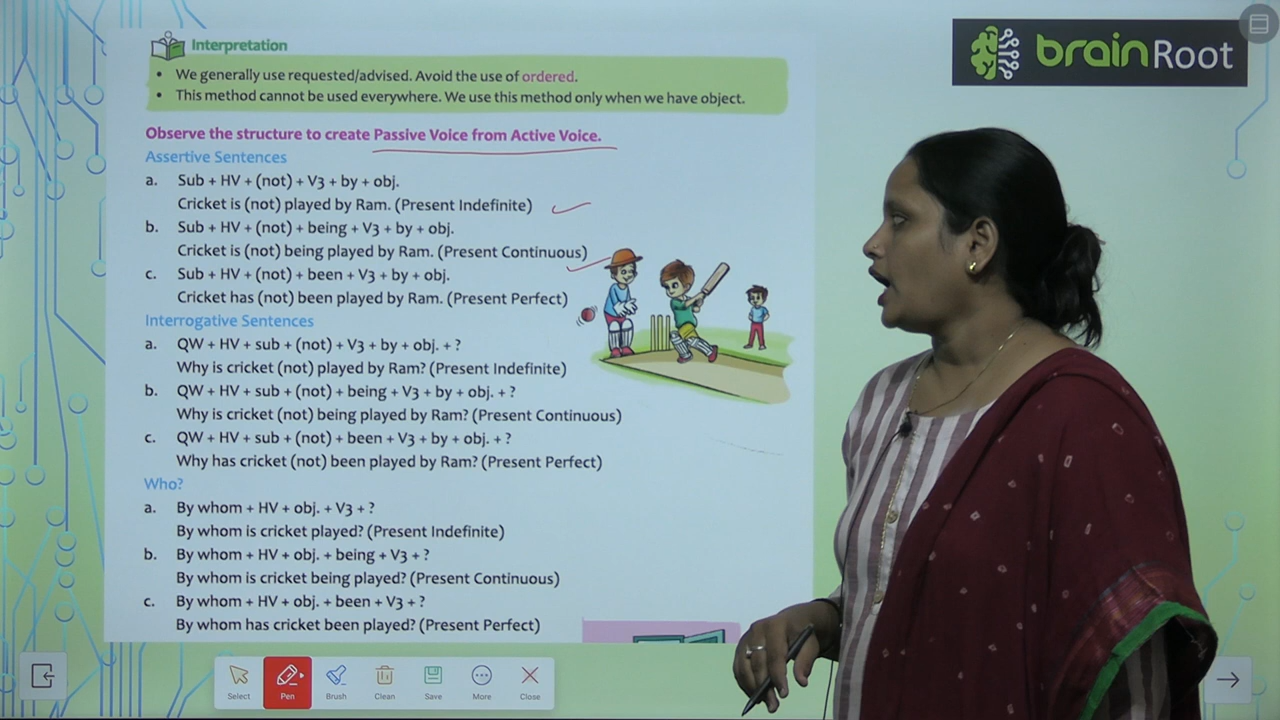 Interpretation
brainRoot
• We generally use requested/advised. Avoid the use of ordered.
• This method cannot be used everywhere. We use this method only when we have object.
Observe the structure to create Passive Voice from Active Voice.
Assertive Sentences
a. Sub + HV + (not) + V3 + by + obj.
Cricket is (not) played by Ram. (Present Indefinite)
b. Sub + HV + (not) + being + V3 + by + obj.
Cricket is (not) being played by Ram. (Present Continuous)
c. Sub + HV + (not) + been + V3 + by + obj.
Cricket has (not) been played by Ram. (Present Perfect)
Interrogative Sentences
a. QW + HV + sub + (not) + V3 + by + obj. + ?
Why is cricket (not) played by Ram? (Present Indefinite)
b. QW + HV + sub + (not) + being + V3 + by + obj. + ?
Why is cricket (not) being played by Ram? (Present Continuous)
c. QW + HV + sub + (not) + been + V3 + by + obj. + ?
Why has cricket (not) been played by Ram? (Present Perfect)
Who?
a. By whom + HV + obj. + V3 + ?
By whom is cricket played? (Present Indefinite)
b. By whom + HV + obj. + being + V3 + ?
By whom is cricket being played? (Present Continuous)
c. By whom + HV + obj. + been + V3 + ?
By whom has cricket been played? (Present Perfect)
Select Pen Brush Clean Save More Close